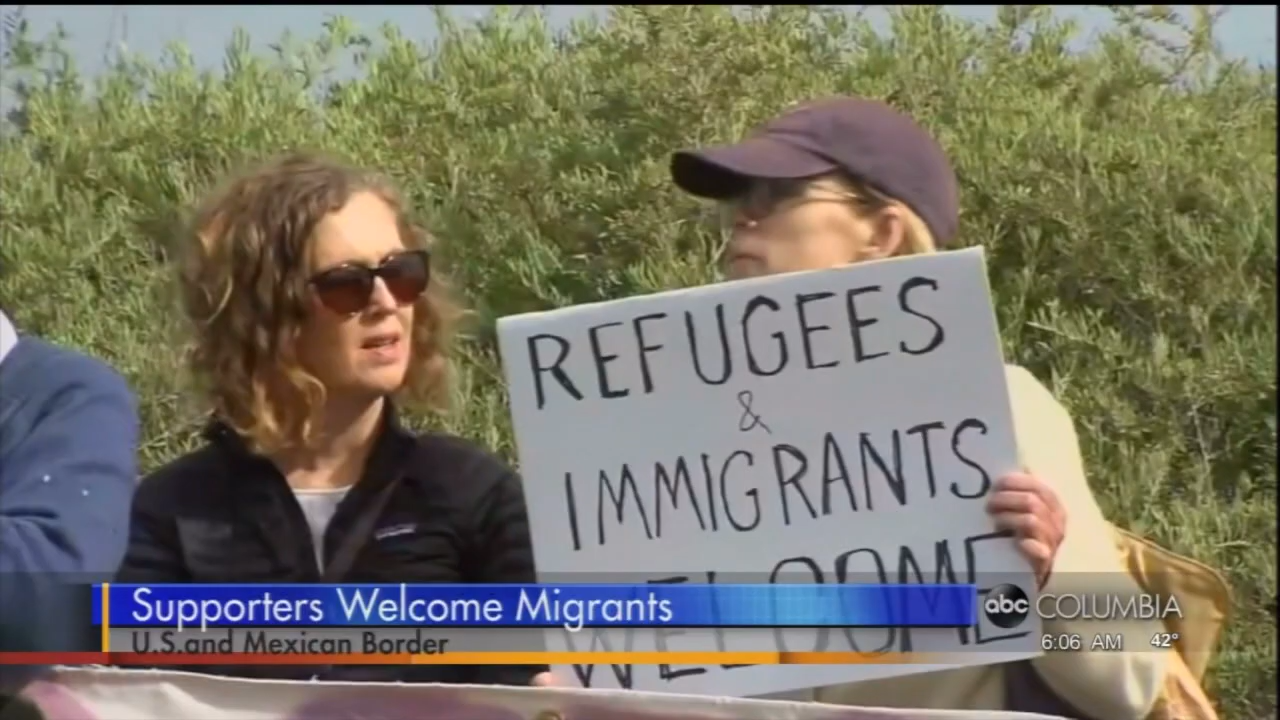 REFUGEES
&
IMMIGRANTS
WELCOME
Supporters Welcome Migrants
U.S.and Mexican Border
abc COLUMBIA
6:06 AM 42°